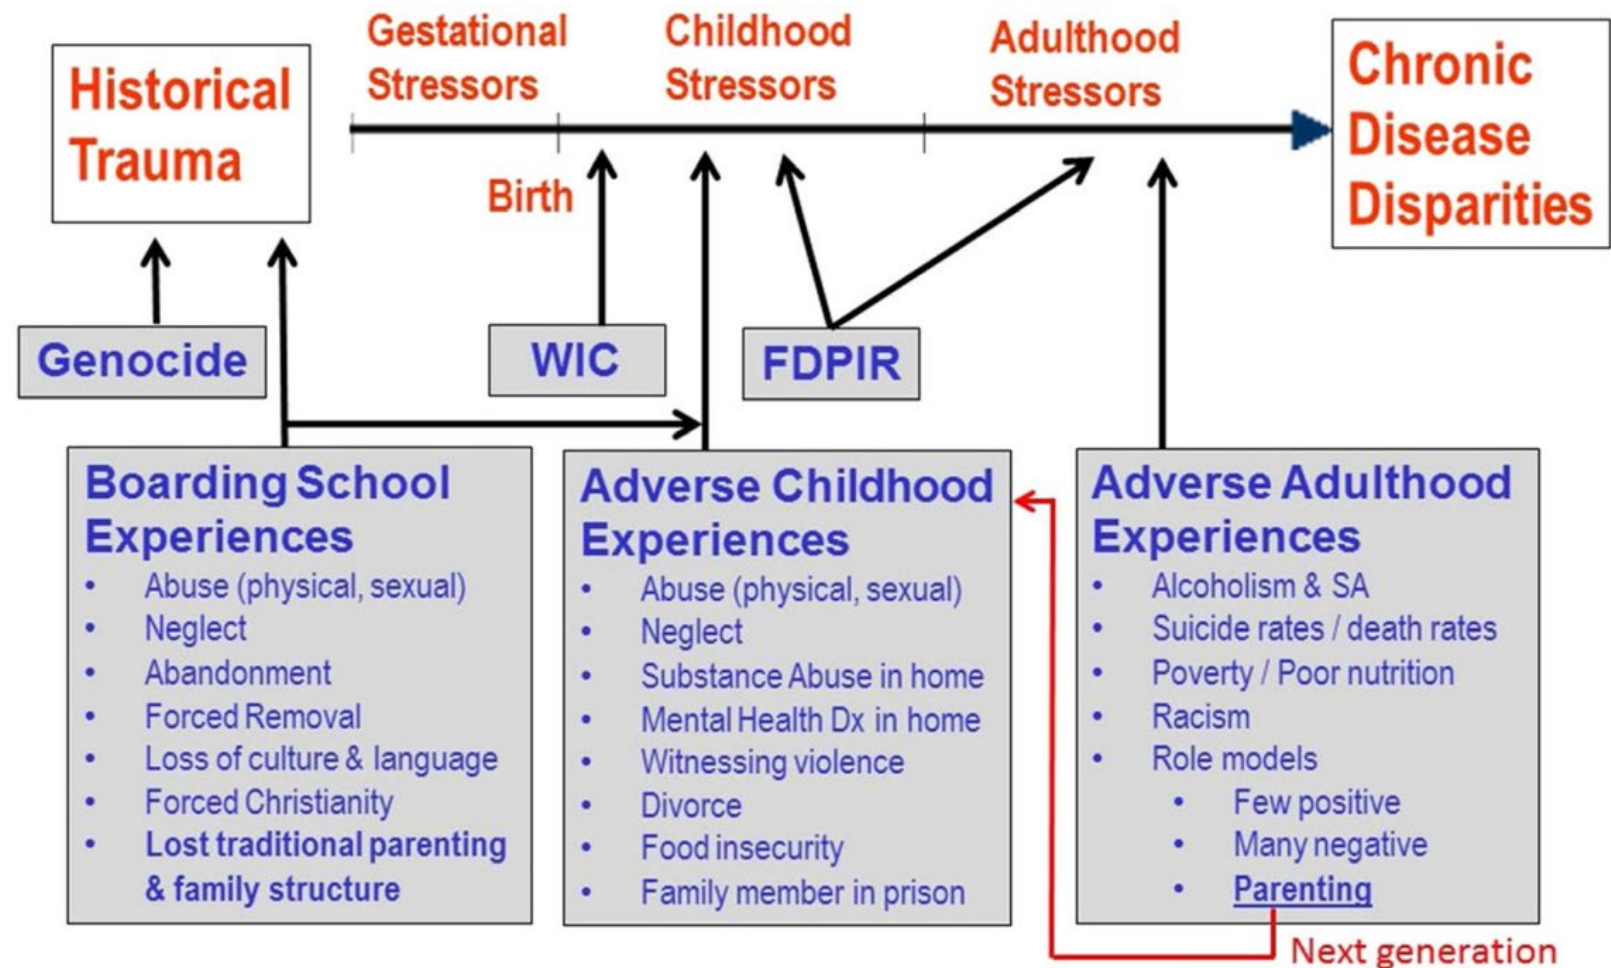 Historical
Trauma
Gestational
Stressors
Childhood
Stressors
Adulthood
Stressors
Chronic
Disease
Disparities
Birth
Genocide
WIC
FDPIR
Boarding School
Experiences
• Abuse (physical, sexual)
• Neglect
• Abandonment
• Forced Removal
• Loss of culture & language
• Forced Christianity
• Lost traditional parenting
& family structure
Adverse Childhood
Experiences
• Abuse (physical, sexual)
• Neglect
• Substance Abuse in home
• Mental Health Dx in home
• Witnessing violence
• Divorce
• Food insecurity
• Family member in prison
Adverse Adulthood
Experiences
• Alcoholism & SA
• Suicide rates / death rates
• Poverty / Poor nutrition
• Racism
• Role models
• Few positive
• Many negative
• Parenting
Next generation